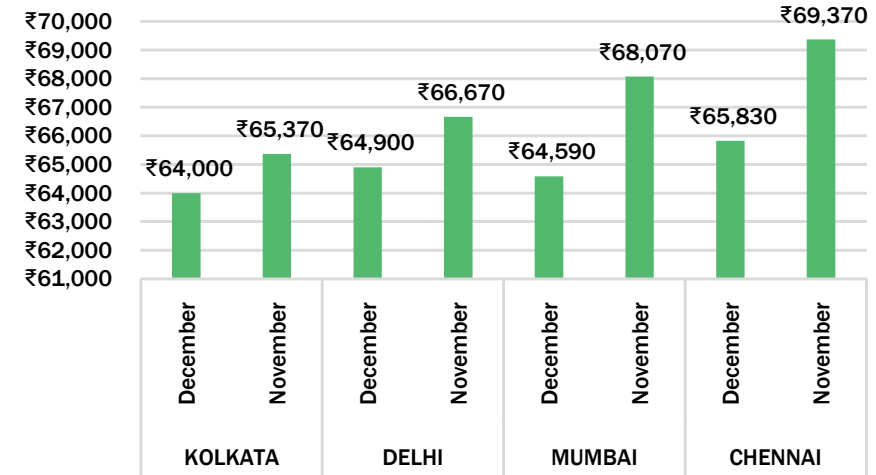 ₹70,000
₹69,000
₹68,000
₹67,000
₹66,000
₹65,000
₹64,000
₹63,000
₹62,000
₹61,000
₹64,000
₹65,370
₹64,900
₹66,670
₹64,590
₹68,070
₹65,830
₹69,370
December
November
December
November
December
November
December
November
KOLKATA
DELHI
MUMBAI
CHENNAI